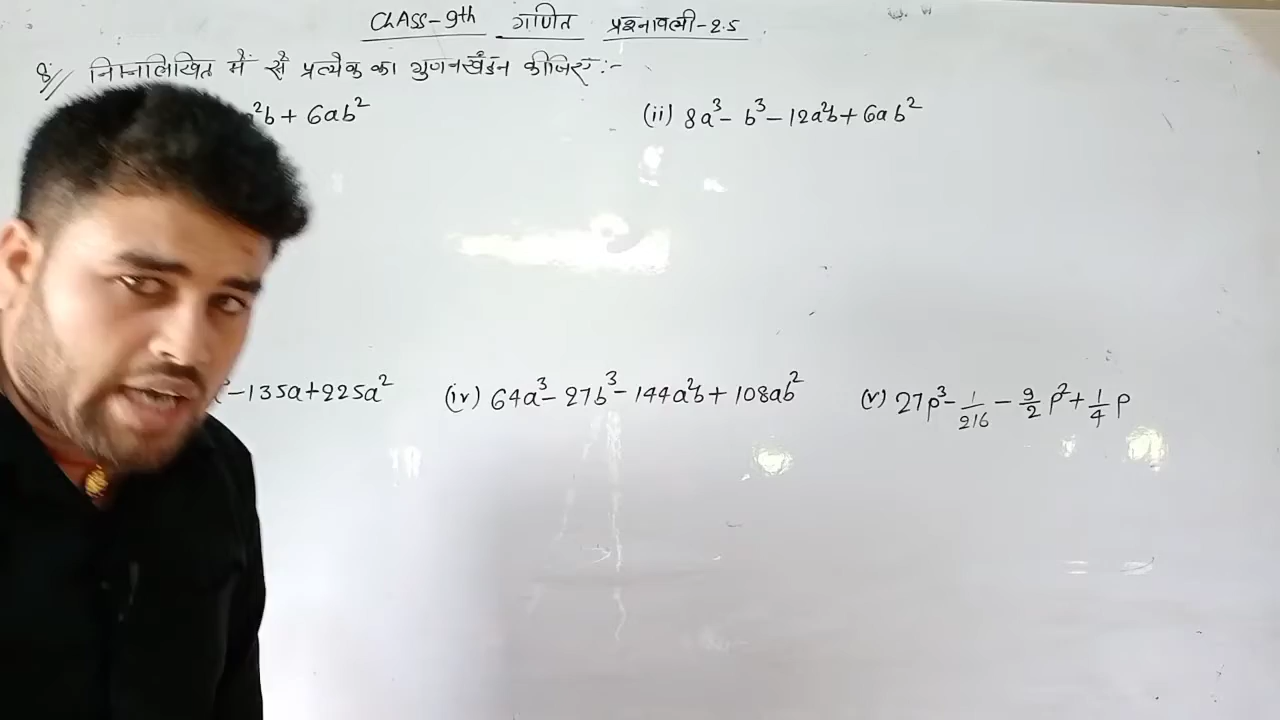 CLASS-9th गणित प्रश्नावली-2.5
8// निम्नलिखित में से प्रत्येक का गुणनखंडन कीजिए:-
²b + 6ab²
(ii) 8a³ - b³ - 12a²b + 6ab²
-135a+225a²
(iv) 64a³ - 27b³ - 144a²b + 108ab²
(v) 27p³ - 1/216 - 9/2 p² + 1/4 p